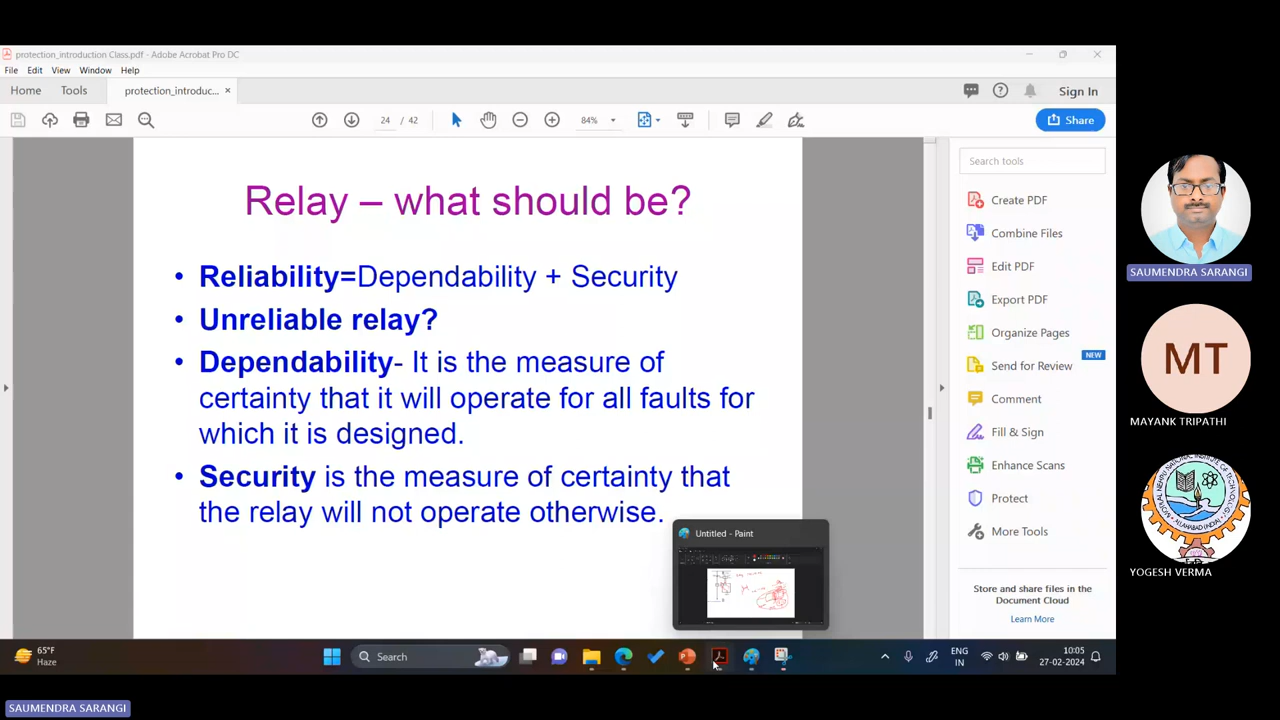 protection_introduction Class.pdf - Adobe Acrobat Pro DC
File Edit View Window Help
Home Tools protection_introduc... × Sign In
24 / 42 84% Share
Relay – what should be?
• Reliability=Dependability + Security
• Unreliable relay?
• Dependability- It is the measure of
certainty that it will operate for all faults for
which it is designed.
• Security is the measure of certainty that
the relay will not operate otherwise.
Search tools
Create PDF
Combine Files
Edit PDF
Export PDF
Organize Pages
Send for Review NEW
Comment
Fill & Sign
Enhance Scans
Protect
More Tools
Store and share files in the
Document Cloud
Learn More
Untitled - Paint
65°F
Haze
Search
ENG
IN
10:05
27-02-2024
SAUMENDRA SARANGI
MT
MAYANK TRIPATHI
YOGESH VERMA
SAUMENDRA SARANGI